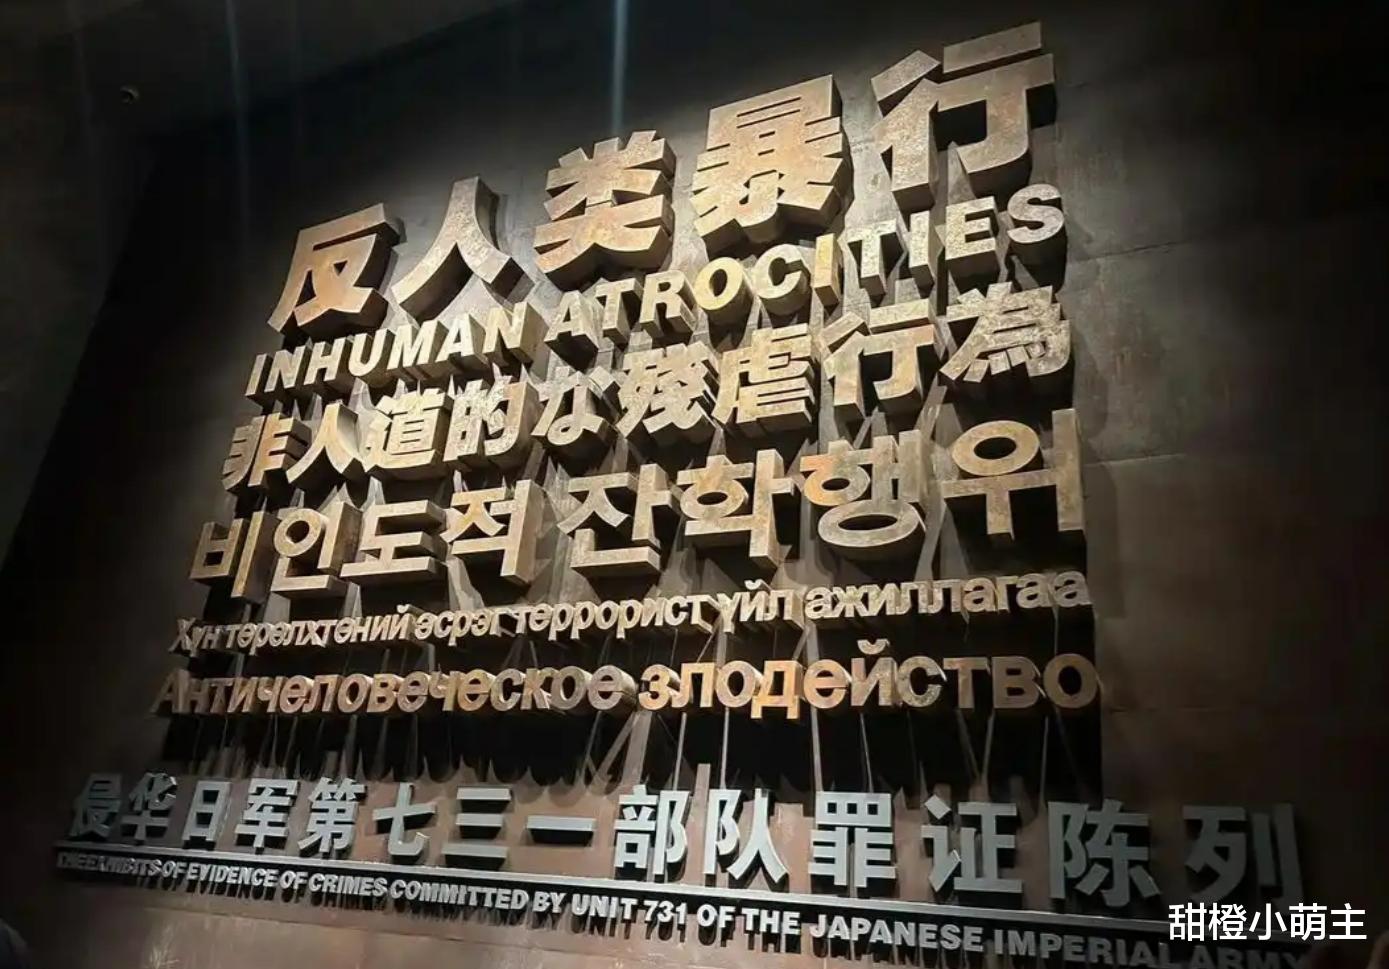 反人类暴行
INHUMAN ATROCITIES
非人道的な殘虐行為
비인도적 잔학행위
Хүн төрөлхтөний эсрэг террорист үйл ажиллагаа
Античеловеческое злодейство
侵华日军第七三一部队罪证陈列
THE EXHIBITS OF EVIDENCE OF CRIMES COMMITTED BY UNIT 731 OF THE JAPANESE IMPERIAL ARMY
甜橙小萌主